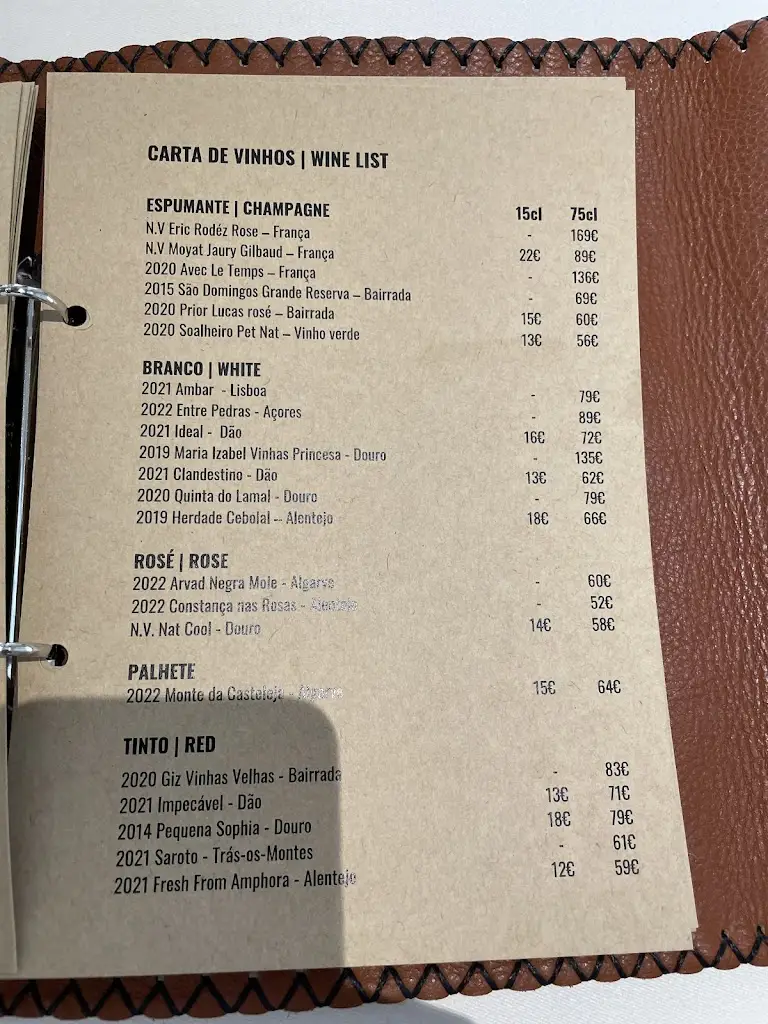 CARTA DE VINHOS | WINE LIST
ESPUMANTE | CHAMPAGNE 15cl 75cl
N.V Eric Rodéz Rose – França - 169€
N.V Moyat Jaury Gilbaud – França 22€ 89€
2020 Avec Le Temps – França - 136€
2015 São Domingos Grande Reserva – Bairrada - 69€
2020 Prior Lucas rosé – Bairrada 15€ 60€
2020 Soalheiro Pet Nat – Vinho verde 13€ 56€
BRANCO | WHITE
2021 Ambar - Lisboa - 79€
2022 Entre Pedras - Açores - 89€
2021 Ideal - Dão 16€ 72€
2019 Maria Izabel Vinhas Princesa - Douro - 135€
2021 Clandestino - Dão 13€ 62€
2020 Quinta do Lamal - Douro - 79€
2019 Herdade Cebolal – Alentejo 18€ 66€
ROSÉ | ROSE
2022 Arvad Negra Mole - Algarve - 60€
2022 Constança nas Rosas - Alentejo - 52€
N.V. Nat Cool - Douro 14€ 58€
PALHETE
2022 Monte da Casteleja - Algarve 15€ 64€
TINTO | RED
2020 Giz Vinhas Velhas - Bairrada - 83€
2021 Impecável - Dão 13€ 71€
2014 Pequena Sophia - Douro 18€ 79€
2021 Saroto - Trás-os-Montes - 61€
2021 Fresh From Amphora - Alentejo 12€ 59€